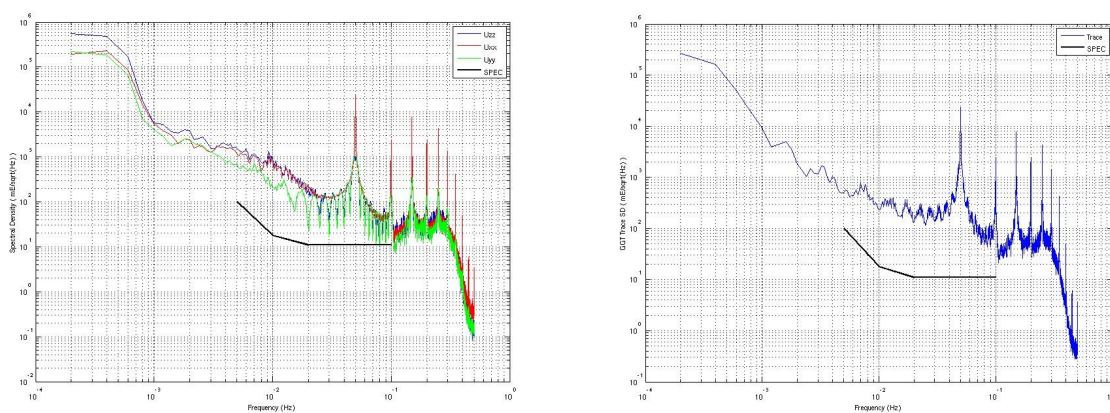 10^6
10^5
10^4
10^3
10^2
10^1
10^0
10^-1
10^-2
Spectral Density ( mE/sqrt(Hz) )
10^-4
10^-3
10^-2
10^-1
10^0
Frequency (Hz)
Uzz
Uxx
Uyy
SPEC
10^6
10^5
10^4
10^3
10^2
10^1
10^0
10^-1
GGT Trace SD ( mE/sqrt(Hz) )
10^-4
10^-3
10^-2
10^-1
Frequency (Hz)
Trace
SPEC